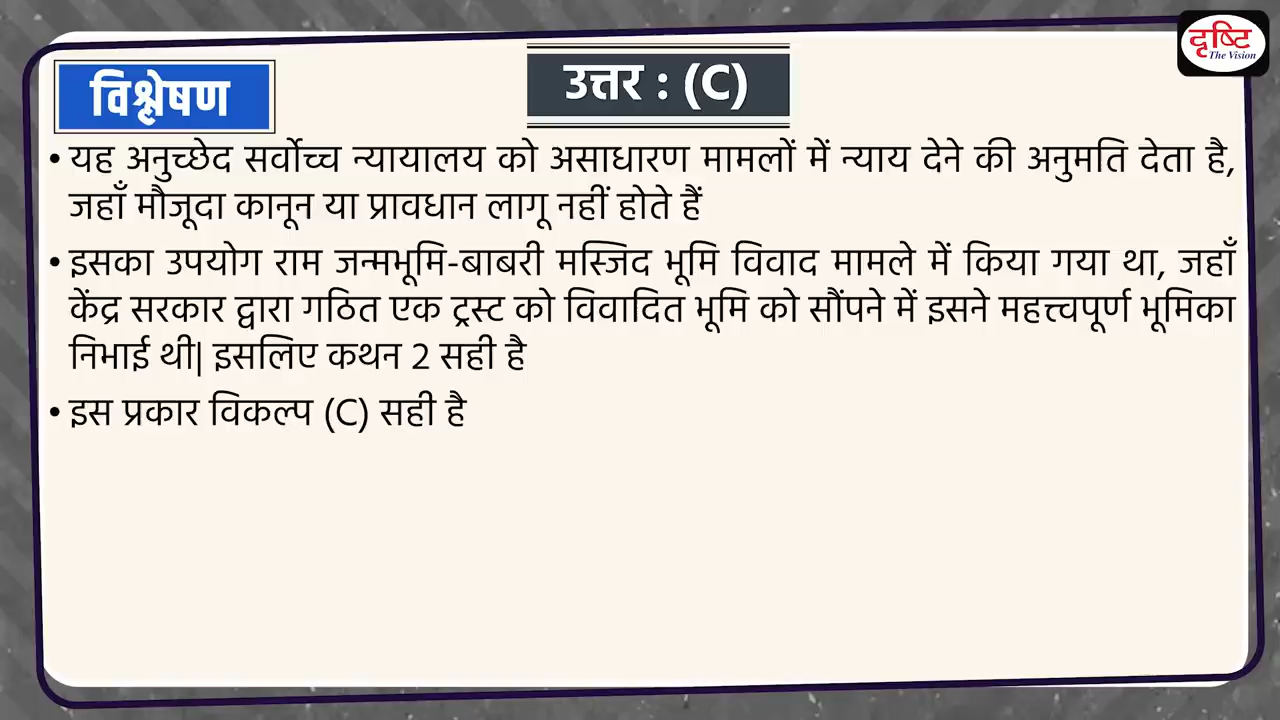 दृष्टि
The Vision
विश्लेषण
उत्तर : (C)
• यह अनुच्छेद सर्वोच्च न्यायालय को असाधारण मामलों में न्याय देने की अनुमति देता है,
जहाँ मौजूदा कानून या प्रावधान लागू नहीं होते हैं
• इसका उपयोग राम जन्मभूमि-बाबरी मस्जिद भूमि विवाद मामले में किया गया था, जहाँ
केंद्र सरकार द्वारा गठित एक ट्रस्ट को विवादित भूमि को सौंपने में इसने महत्त्वपूर्ण भूमिका
निभाई थी| इसलिए कथन 2 सही है
• इस प्रकार विकल्प (C) सही है